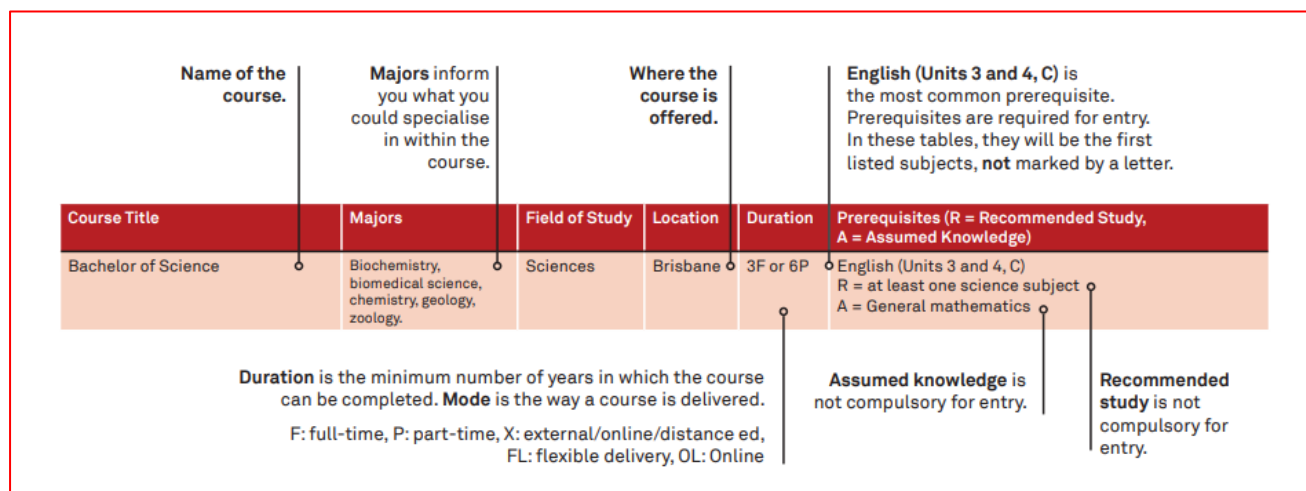 Name of the
course.
Majors inform
you what you
could specialise
in within the
course.
Where the
course is
offered.
English (Units 3 and 4, C) is
the most common prerequisite.
Prerequisites are required for entry.
In these tables, they will be the first
listed subjects, not marked by a letter.
Course Title
Majors
Field of Study
Location
Duration
Prerequisites (R = Recommended Study,
A = Assumed Knowledge)
Bachelor of Science
Biochemistry,
biomedical science,
chemistry, geology,
zoology.
Sciences
Brisbane
3F or 6P
English (Units 3 and 4, C)
R = at least one science subject
A = General mathematics
Duration is the minimum number of years in which the course
can be completed. Mode is the way a course is delivered.
F: full-time, P: part-time, X: external/online/distance ed,
FL: flexible delivery, OL: Online
Assumed knowledge is
not compulsory for entry.
Recommended
study is not
compulsory for
entry.